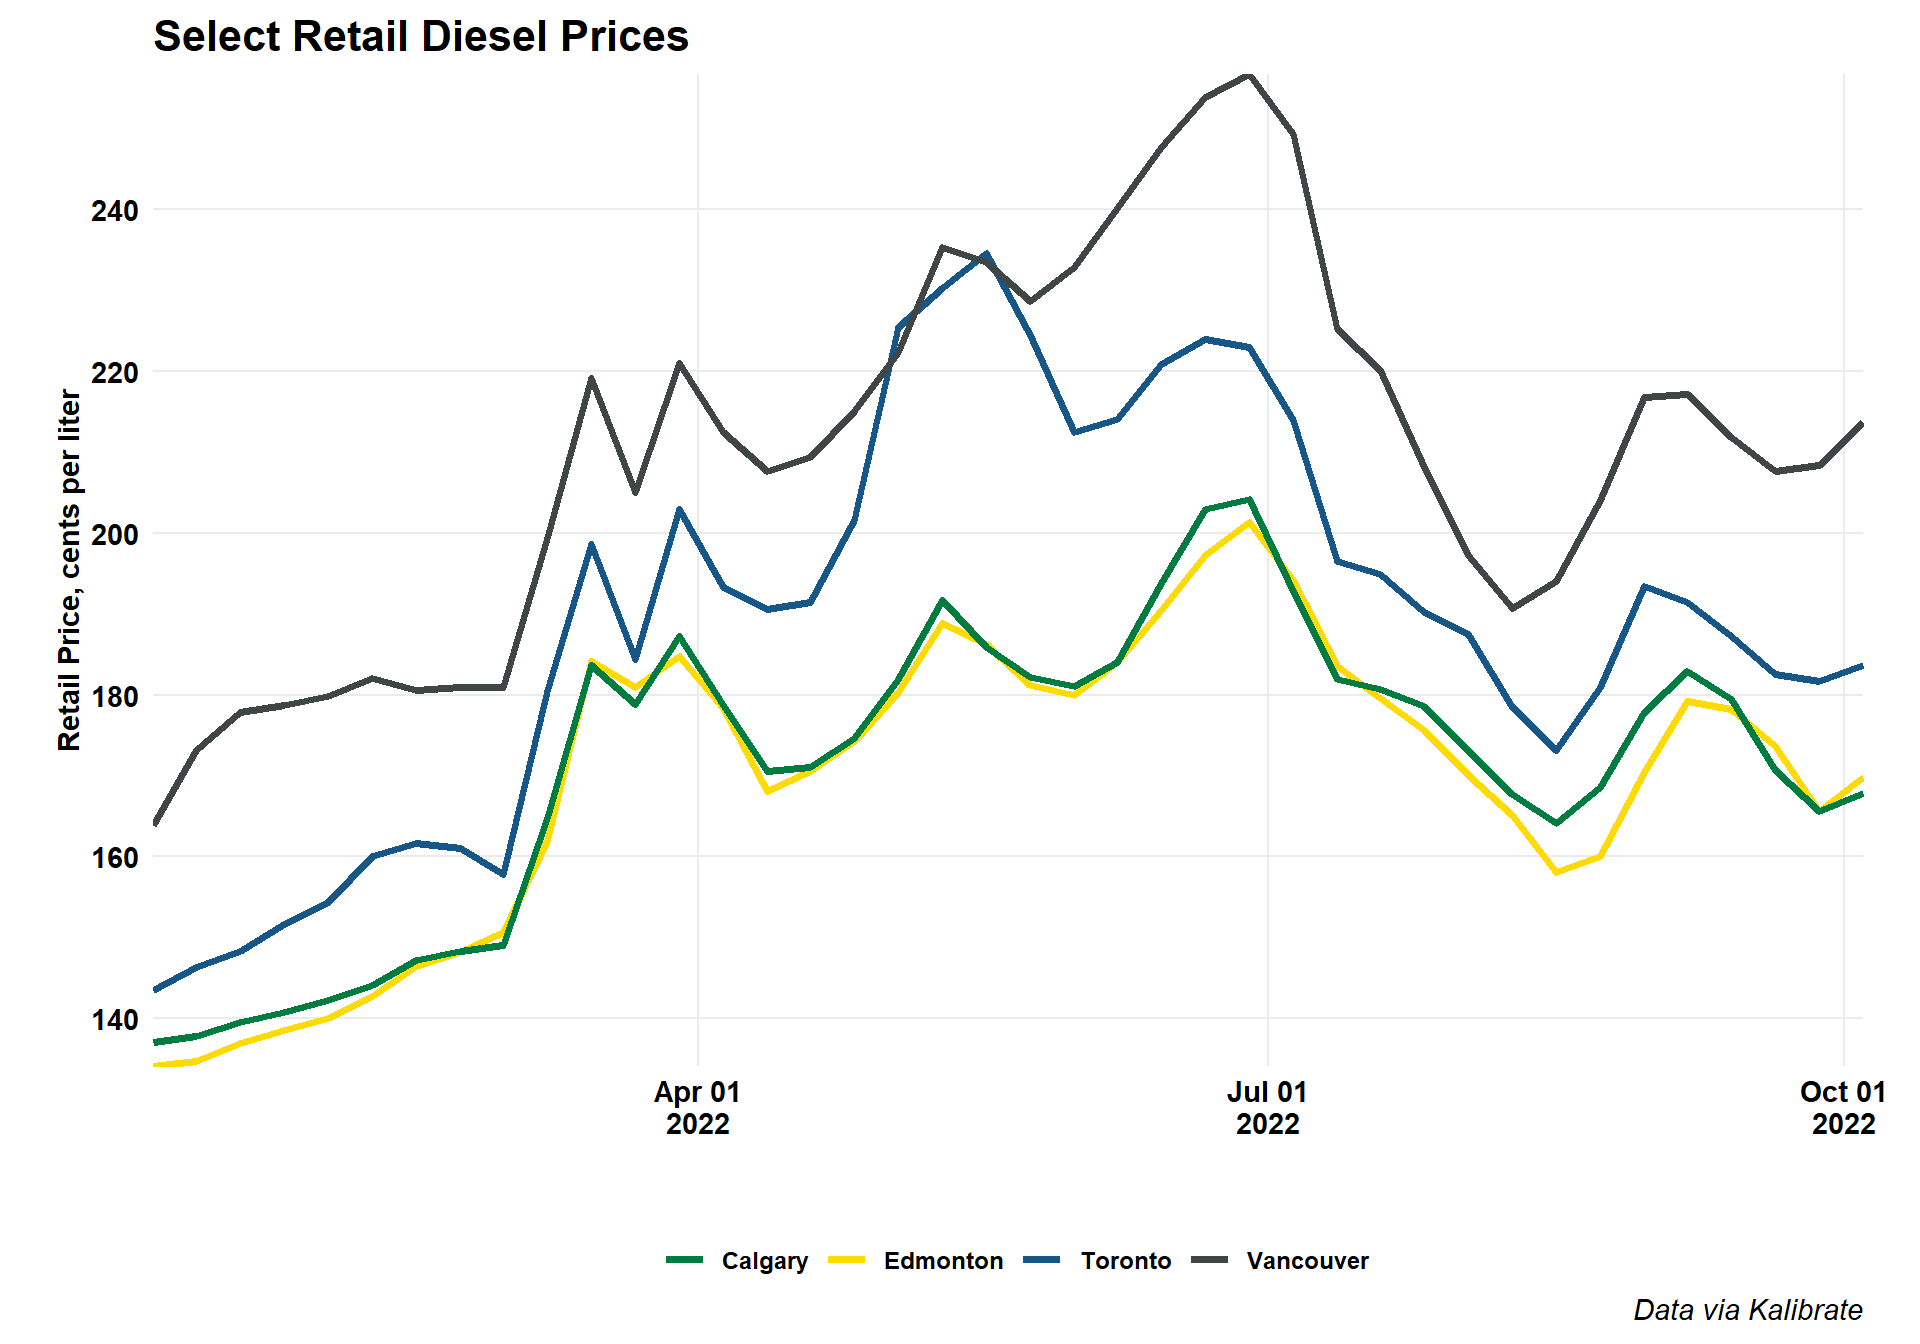 Select Retail Diesel Prices
Retail Price, cents per liter
240
220
200
180
160
140
Apr 01
2022
Jul 01
2022
Oct 01
2022
Calgary Edmonton Toronto Vancouver
Data via Kalibrate